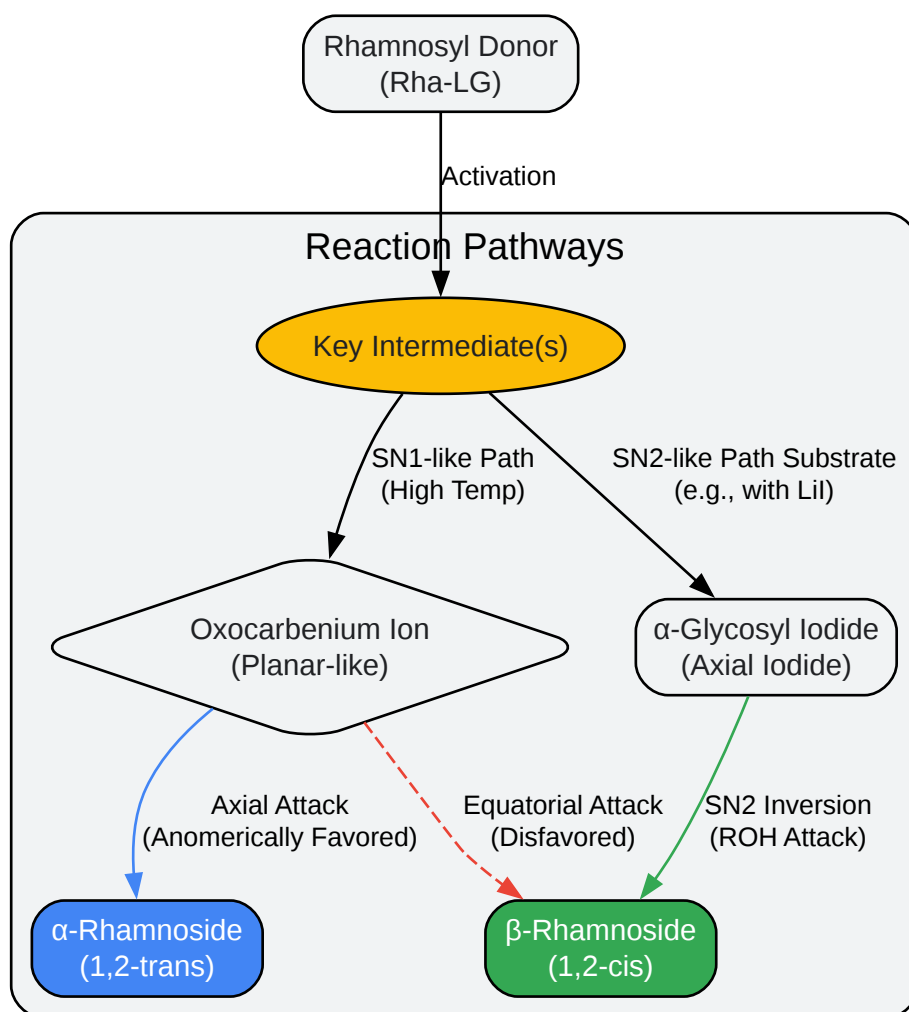 Rhamnosyl Donor
(Rha-LG)
Activation
Reaction Pathways
Key Intermediate(s)
SN1-like Path
(High Temp)
SN2-like Path Substrate
(e.g., with LiI)
Oxocarbenium Ion
(Planar-like)
α-Glycosyl Iodide
(Axial Iodide)
Axial Attack
(Anomerically Favored)
Equatorial Attack
(Disfavored)
SN2 Inversion
(ROH Attack)
α-Rhamnoside
(1,2-trans)
β-Rhamnoside
(1,2-cis)